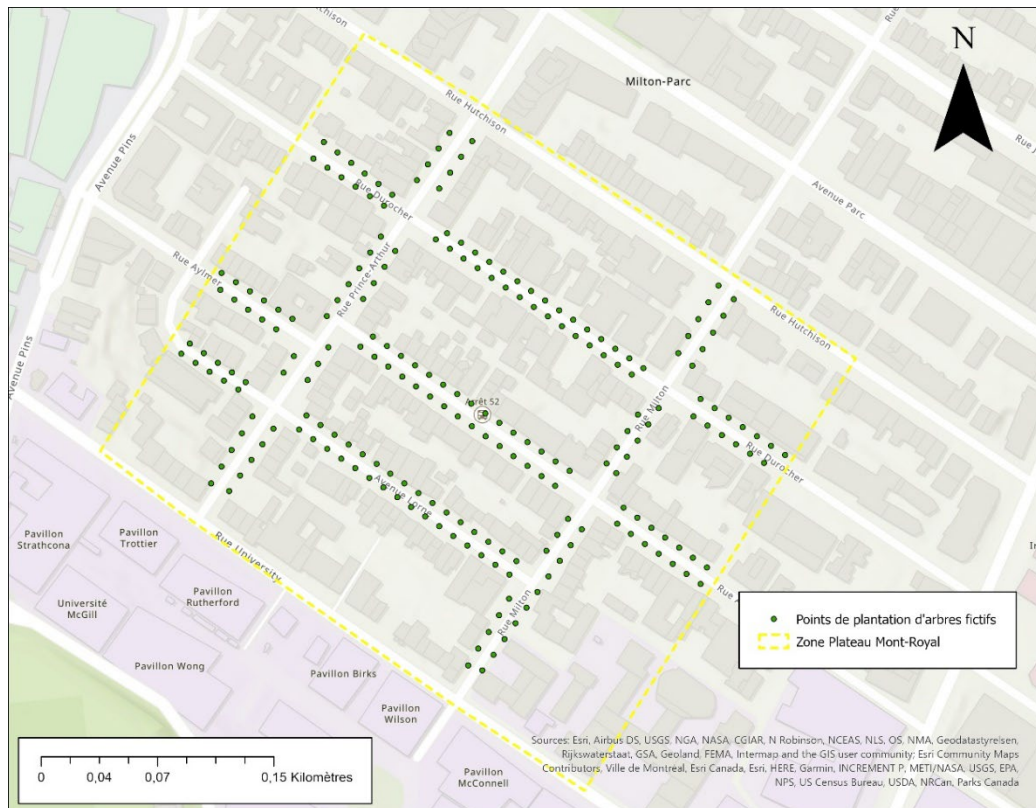 chison
Rue Hutchison
Milton-Parc
N
Rue J
Avenue Pins
Avenue Parc
Rue Durocher
Rue Aylmer
Rue Prince-Arthur
Rue Hutchison
Avenue Pins
Arrêt 52
Rue Milton
Rue Durocher
Avenue Lorne
Pavillon
Strathcona
Pavillon
Trottier
Rue University
In
Université
McGill
Pavillon
Rutherford
Rue Milton
Rue
Pavillon Wong
Pavillon Birks
Pavillon
Wilson
Pavillon
McConnell
Points de plantation d'arbres fictifs
Zone Plateau Mont-Royal
0 0,04 0,07 0,15 Kilomètres
Sources: Esri, Airbus DS, USGS, NGA, NASA, CGIAR, N Robinson, NCEAS, NLS, OS, NMA, Geodatastyrelsen,
Rijkswaterstaat, GSA, Geoland, FEMA, Intermap and the GIS user community; Esri Community Maps
Contributors, Ville de Montréal, Esri Canada, Esri, HERE, Garmin, INCREMENT P, METI/NASA, USGS, EPA,
NPS, US Census Bureau, USDA, NRCan, Parks Canada